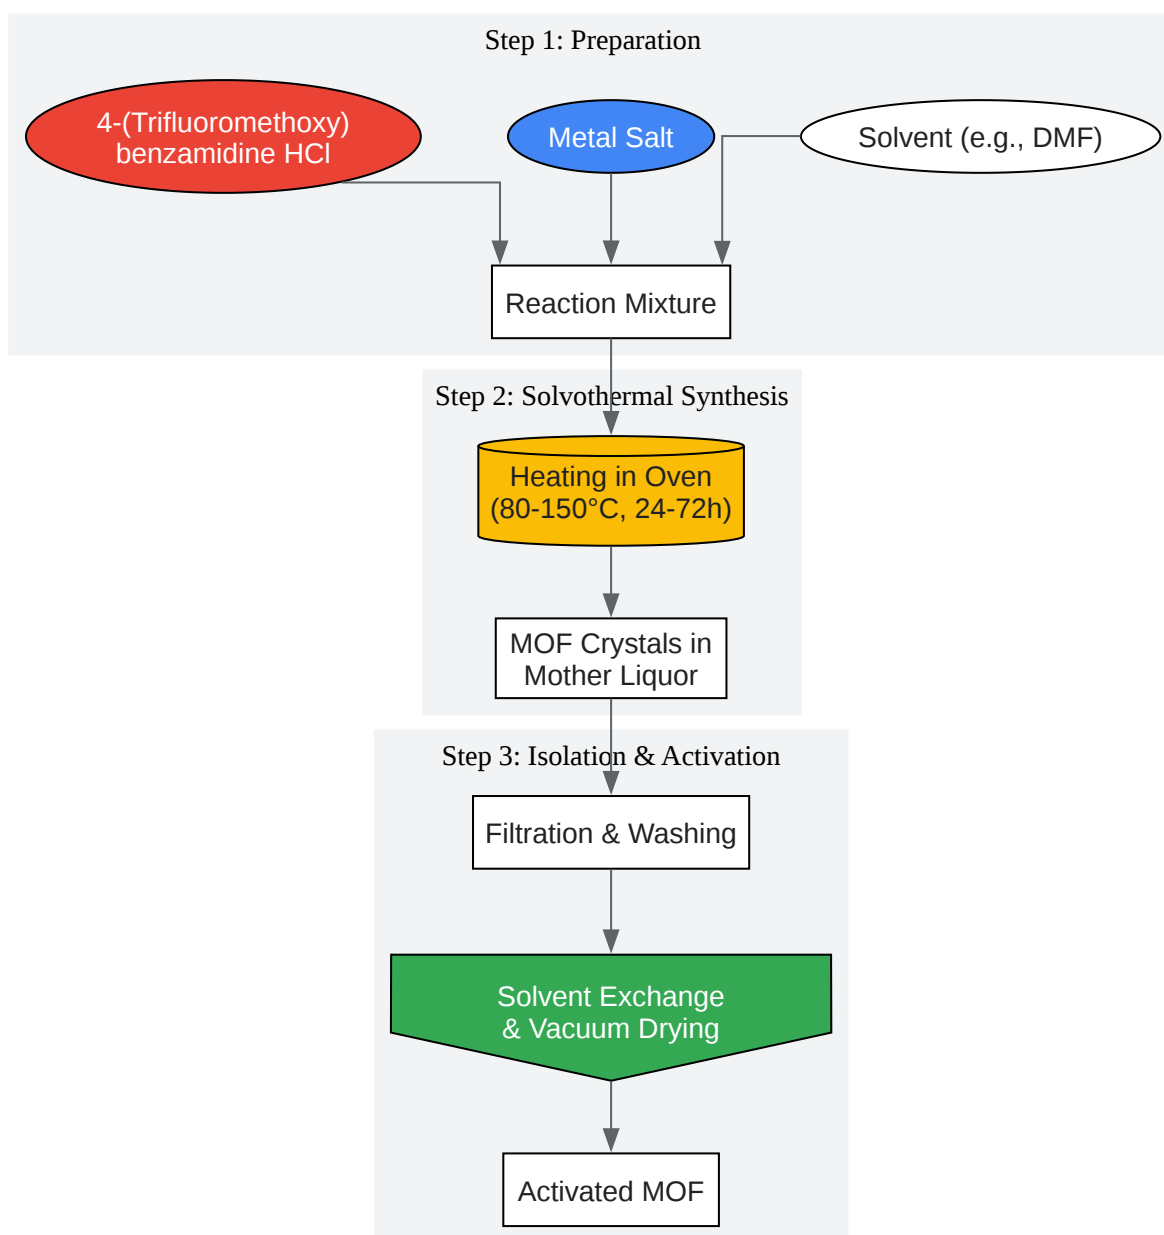 Step 1: Preparation
4-(Trifluoromethoxy)
benzamidine HCl
Metal Salt
Solvent (e.g., DMF)
Reaction Mixture
Step 2: Solvothermal Synthesis
Heating in Oven
(80-150°C, 24-72h)
MOF Crystals in
Mother Liquor
Step 3: Isolation & Activation
Filtration & Washing
Solvent Exchange
& Vacuum Drying
Activated MOF